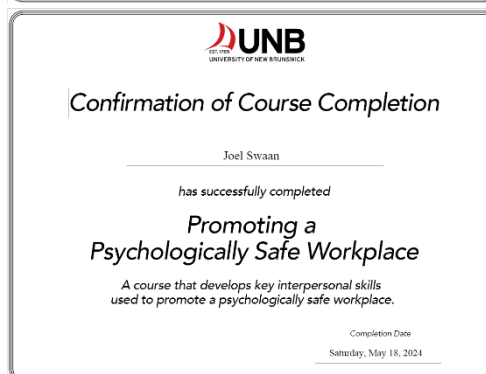 UNB
EST. 1785
UNIVERSITY OF NEW BRUNSWICK
Confirmation of Course Completion
Joel Swaan
has successfully completed
Promoting a
Psychologically Safe Workplace
A course that develops key interpersonal skills
used to promote a psychologically safe workplace.
Completion Date
Saturday, May 18, 2024